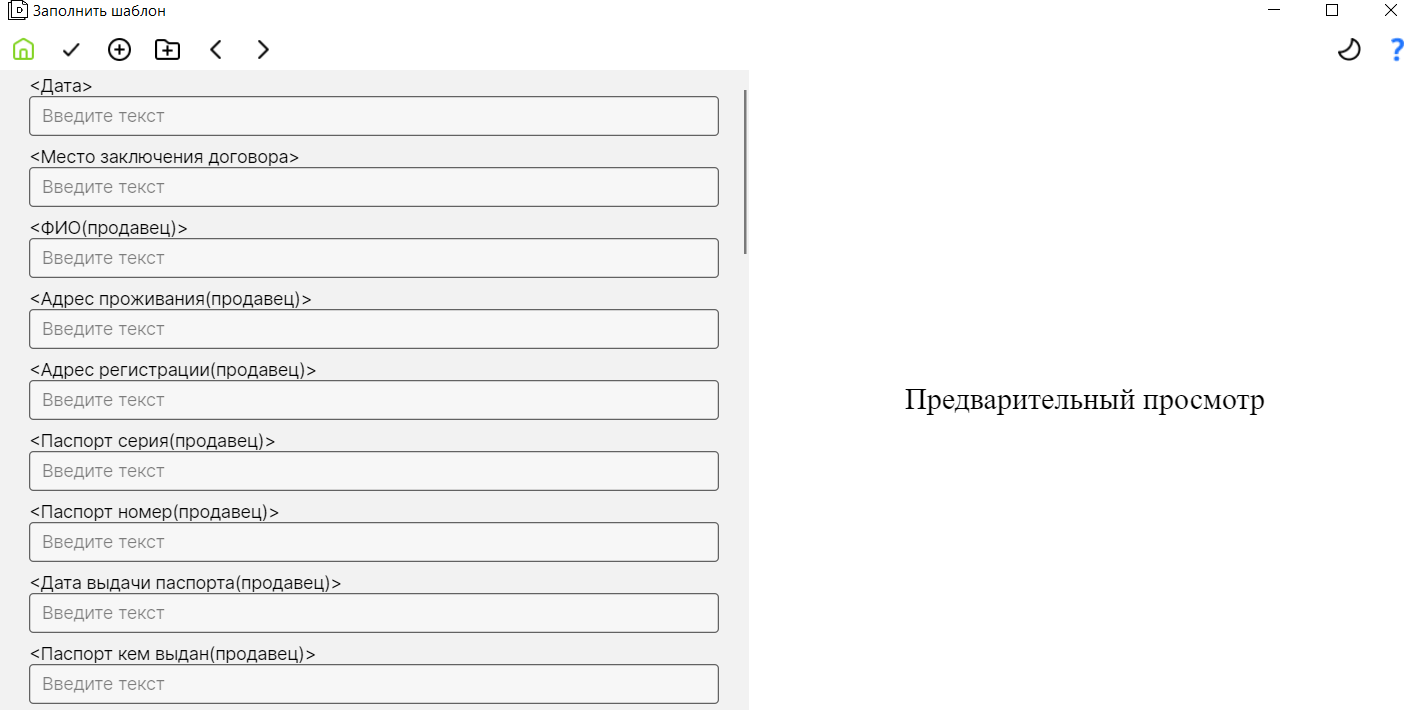 Заполнить шаблон
?
<Дата>
Введите текст
<Место заключения договора>
Введите текст
<ФИО(продавец)>
Введите текст
<Адрес проживания(продавец)>
Введите текст
<Адрес регистрации(продавец)>
Введите текст
<Паспорт серия(продавец)>
Введите текст
<Паспорт номер(продавец)>
Введите текст
<Дата выдачи паспорта(продавец)>
Введите текст
<Паспорт кем выдан(продавец)>
Введите текст
Предварительный просмотр